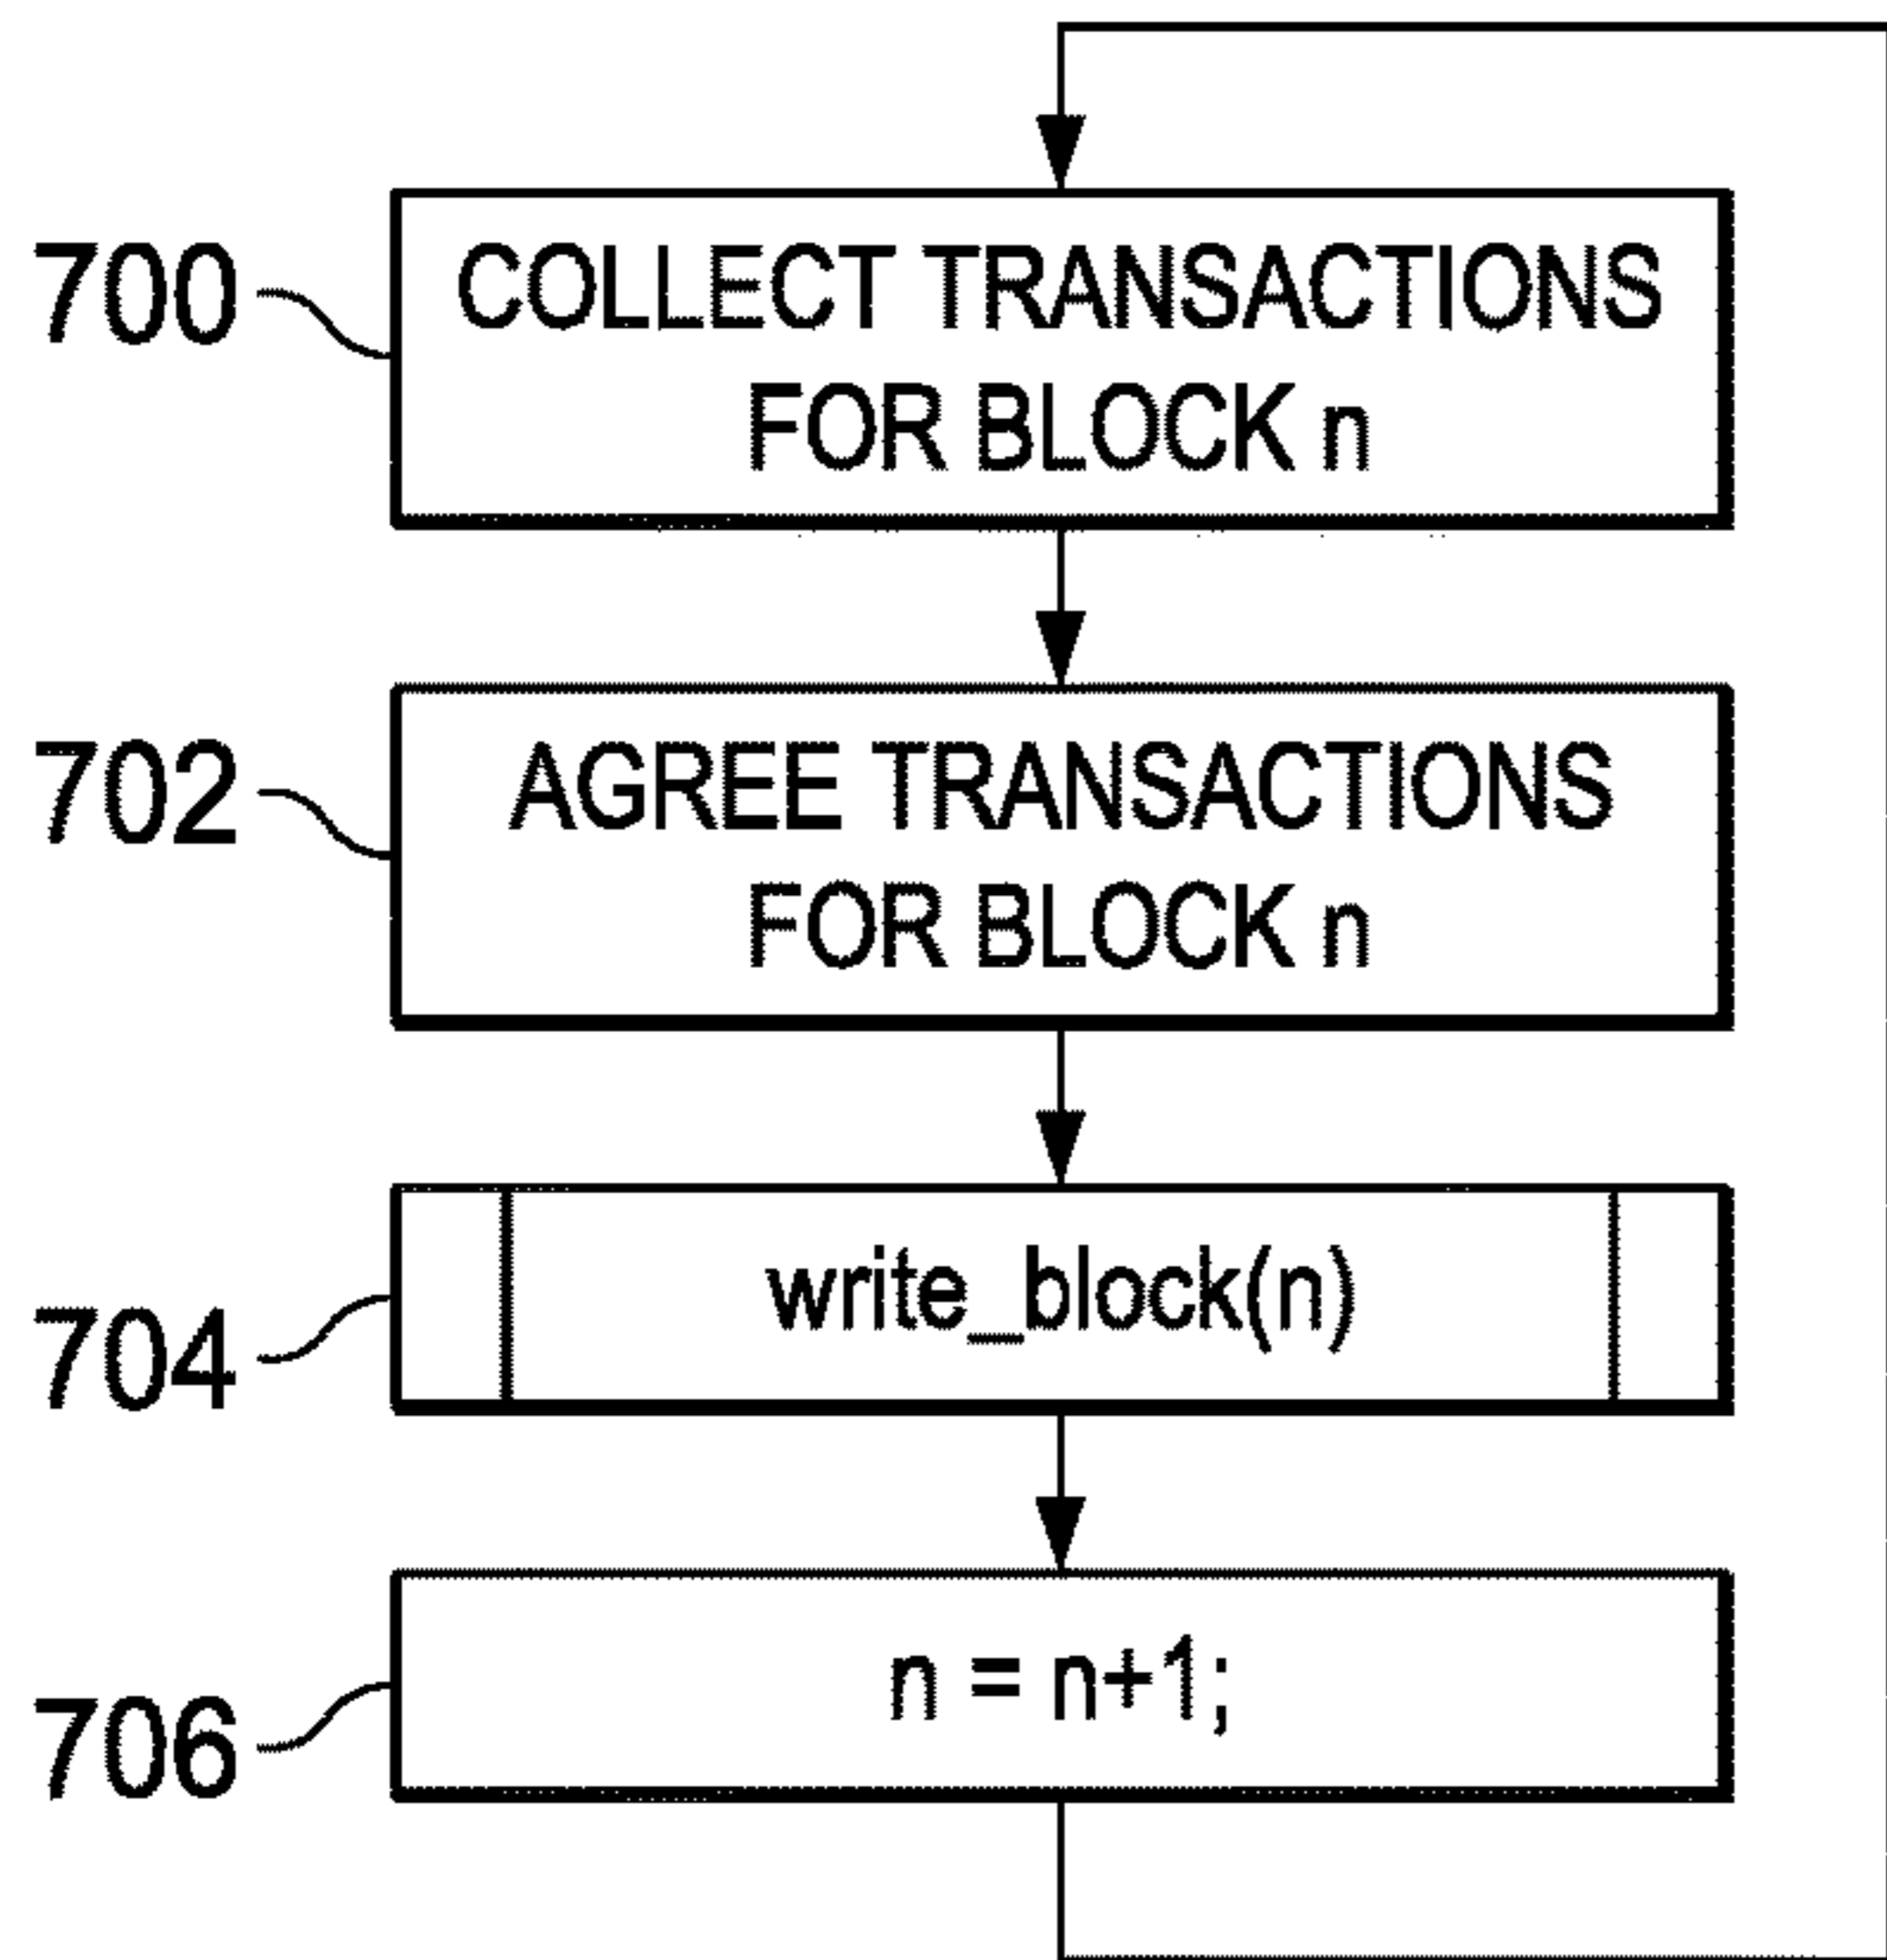 700
COLLECT TRANSACTIONS
FOR BLOCK n
702
AGREE TRANSACTIONS
FOR BLOCK n
704
write_block(n)
706
n = n+1;